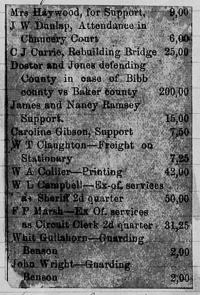 Mrs Haywood, for Support, 9,00
J W Dunlap, Attendance in
Chancery Court 6,00
C J Currie, Rebuilding Bridge 25,00
Doster and Jones defending
County in case of Bibb
county vs Baker county 200,00
James and Nancy Ramsey
Support. 15,00
Caroline Gibson, Support 7,50
W T Claughton—Freight on
Stationary 7,25
W A Collier—Printing 42,00
W L Campbell—Ex-of. services
as Sheriff 2d quarter 50,00
F F Marsh—Ex Of. services
as Circuit Clerk 2d quarter 31,25
Whit Gullahorn—Guarding
Benson 2,00
John Wright—Guarding
Benson 2,00